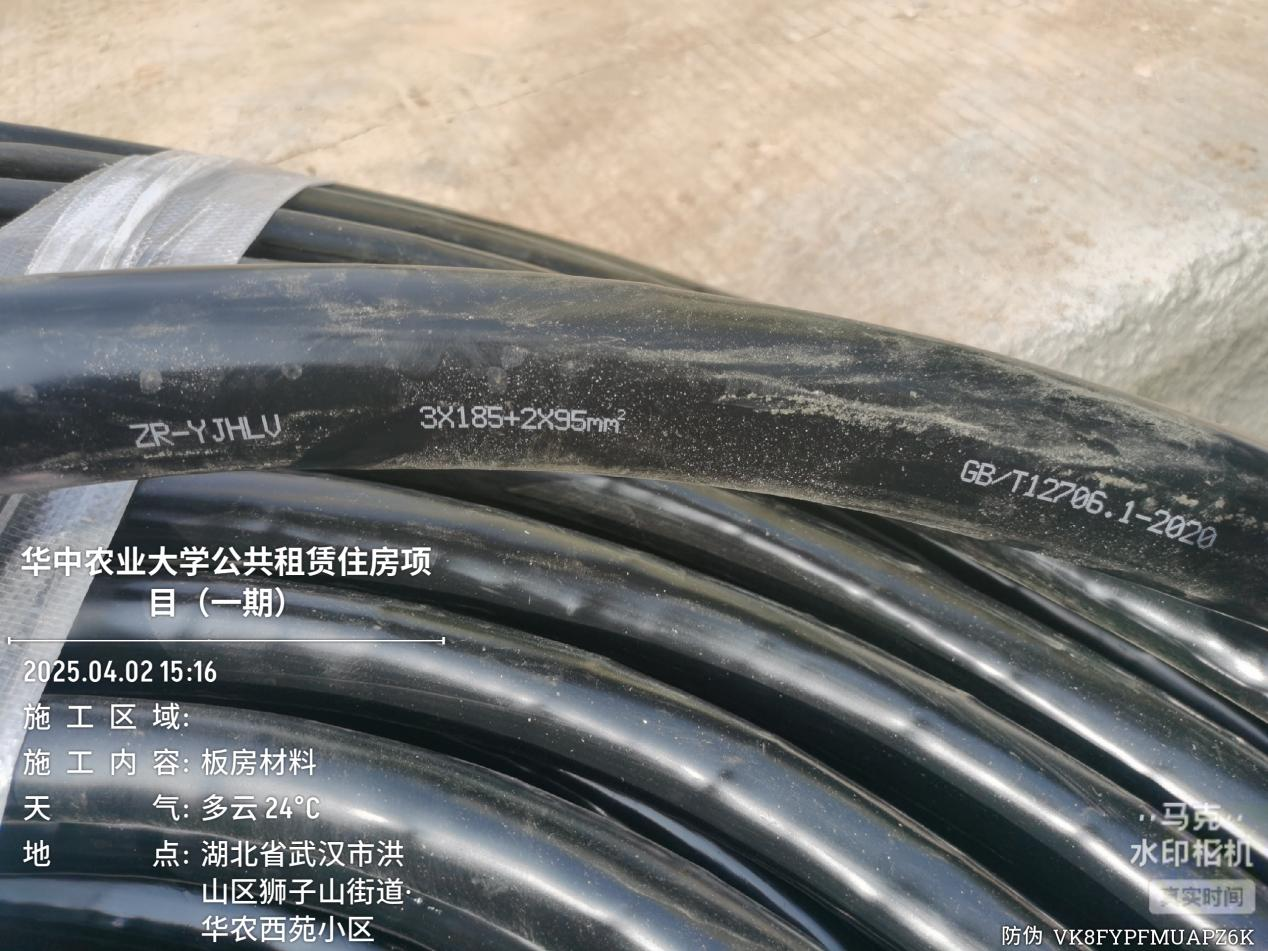 ZR-YJHLV 3X185+2X95mm² GB/T12706.1-2020
华中农业大学公共租赁住房项
目（一期）
2025.04.02 15:16
施工区域:
施工内容: 板房材料
天气: 多云 24°C
地点: 湖北省武汉市洪
山区狮子山街道·
华农西苑小区
马克
水印相机
真实时间
防伪 VK8FYPFMUAPZ6K